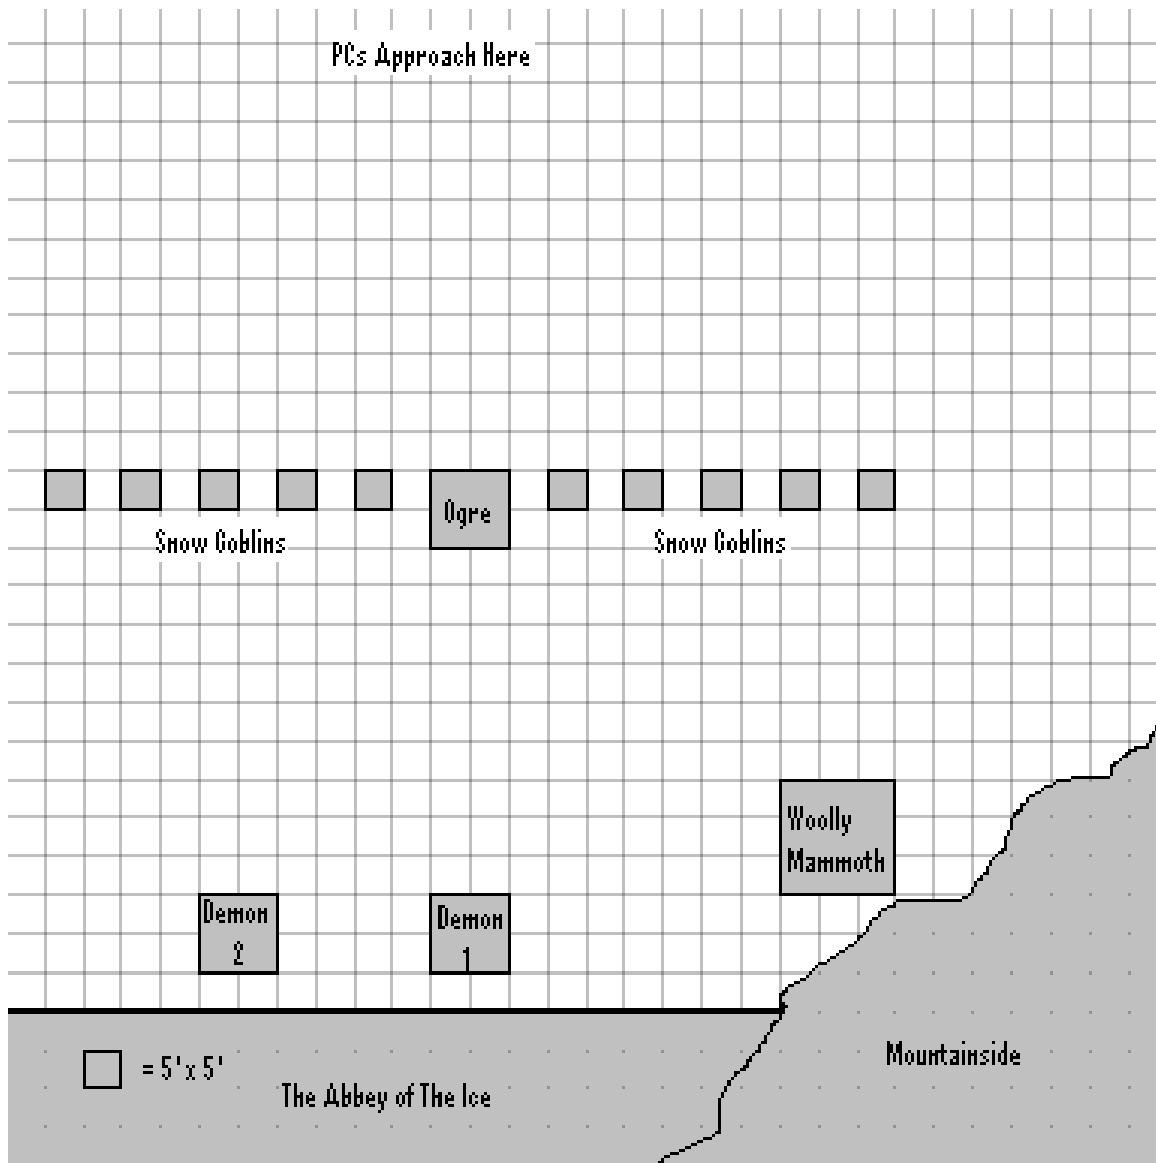 PCs Approach Here
Ogre
Snow Goblins
Snow Goblins
Woolly
Mammoth
Demon
2
Demon
1
= 5'x 5'
The Abbey of The Ice
Mountainside